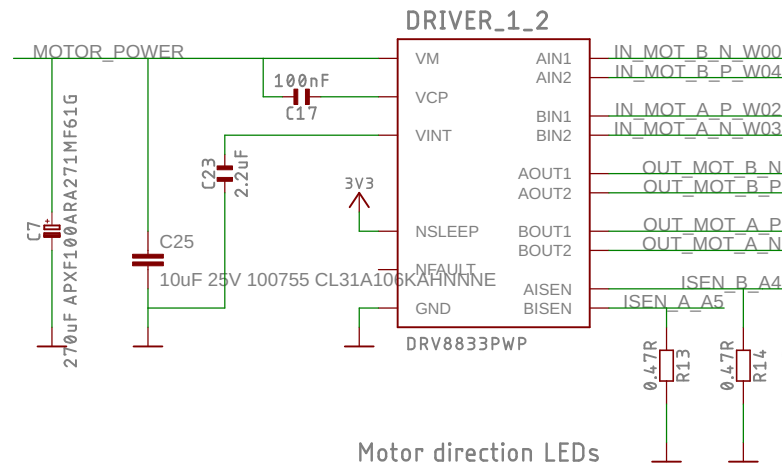 DRIVER_1_2
MOTOR_POWER
VM
AIN1
IN_MOT_B_N_W00
AIN2
IN_MOT_B_P_W04
100nF
C17
VCP
BIN1
IN_MOT_A_P_W02
VINT
BIN2
IN_MOT_A_N_W03
C23
2.2uF
AOUT1
OUT_MOT_B_N
AOUT2
OUT_MOT_B_P
3V3
C7
270uF APXF100ARA271MF61G
NSLEEP
BOUT1
OUT_MOT_A_P
BOUT2
OUT_MOT_A_N
C25
10uF 25V 100755 CL31A106KAHNNNE
NFAULT
AISEN
ISEN_B_A4
GND
BISEN
ISEN_A_A5
DRV8833PWP
0.47R
R13
0.47R
R14
Motor direction LEDs